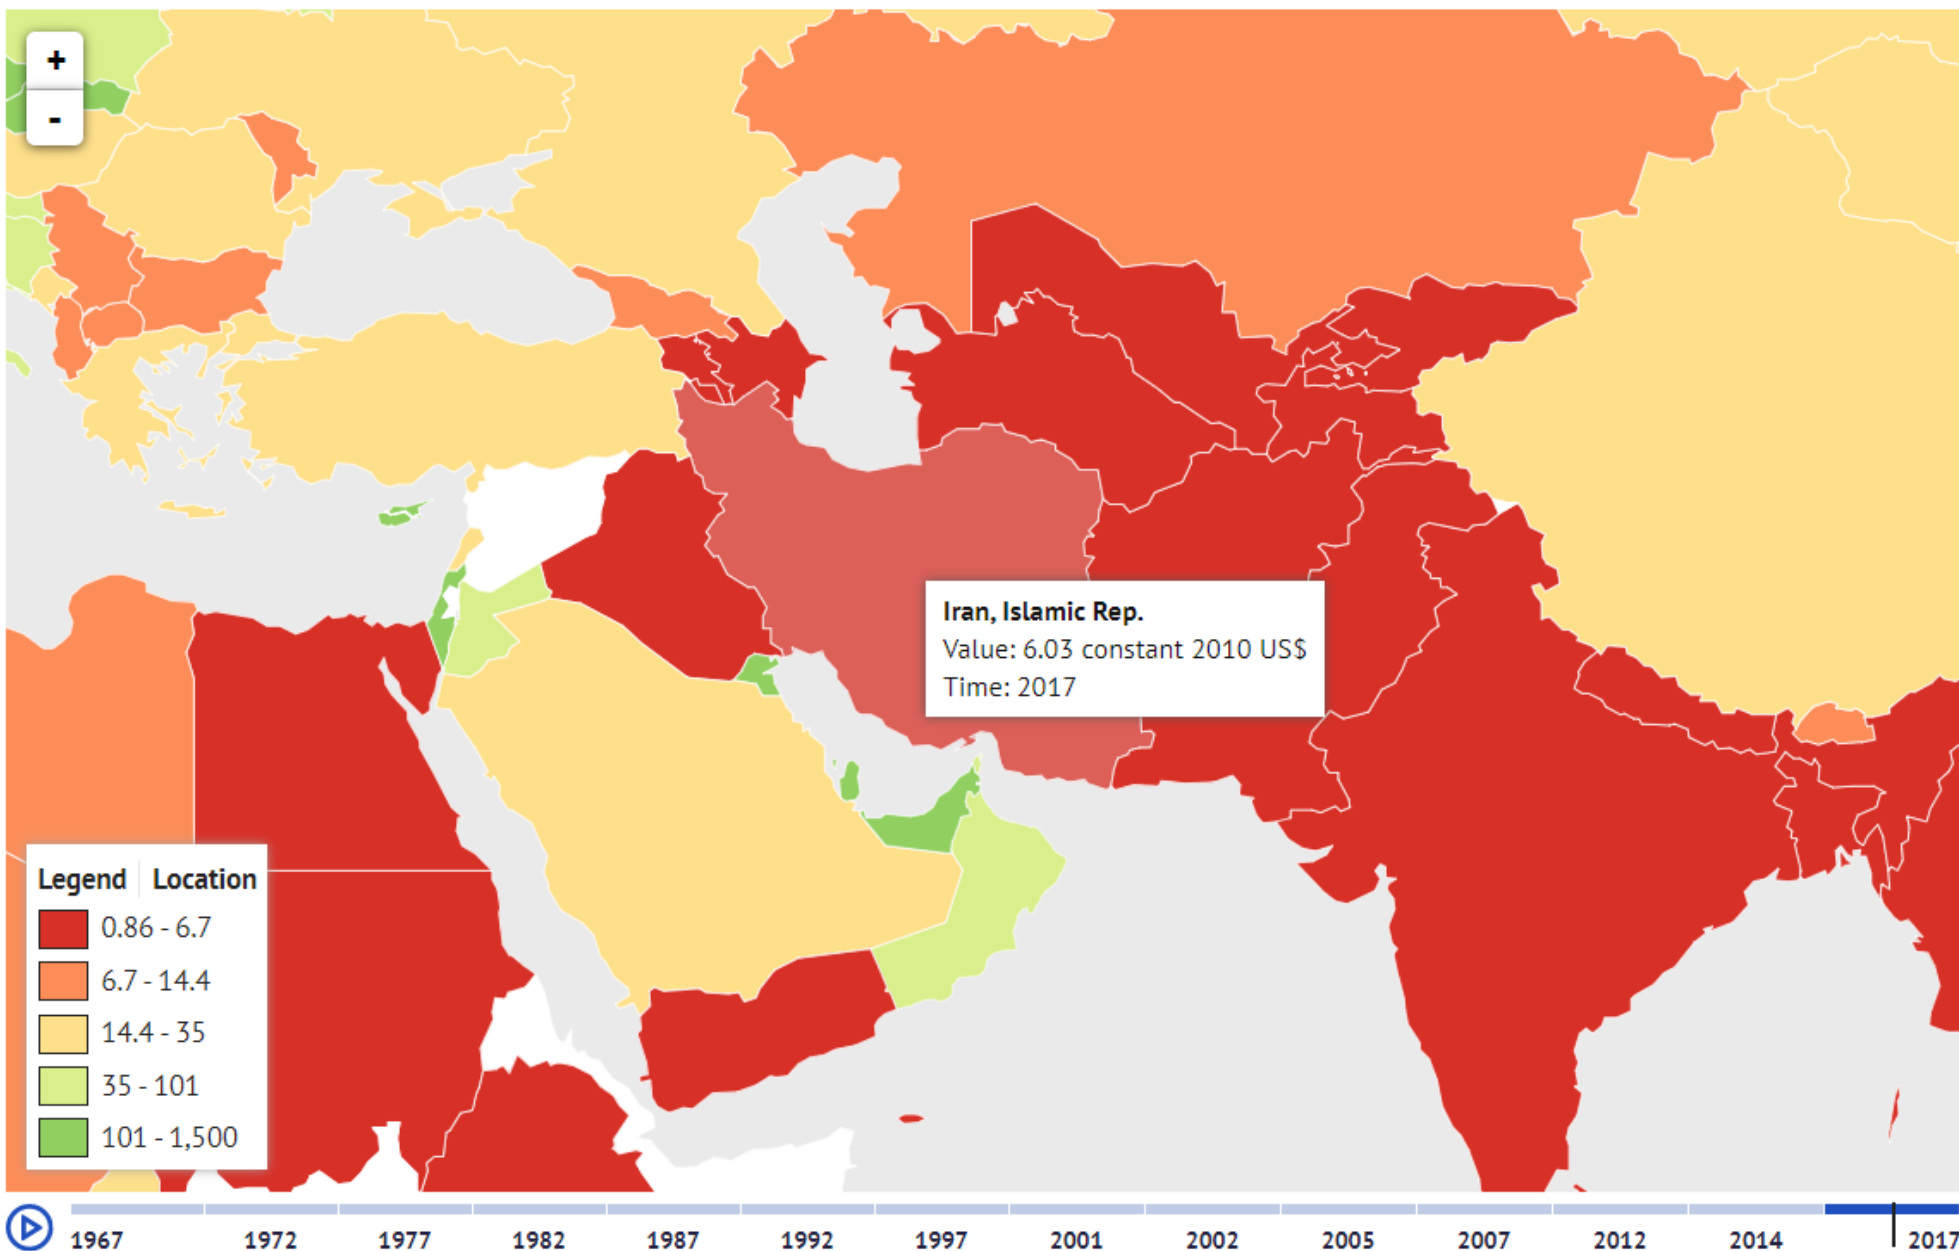 +
-
Iran, Islamic Rep.
Value: 6.03 constant 2010 US$
Time: 2017
Legend Location
0.86 - 6.7
6.7 - 14.4
14.4 - 35
35 - 101
101 - 1,500
1967 1972 1977 1982 1987 1992 1997 2001 2002 2005 2007 2012 2014 2017